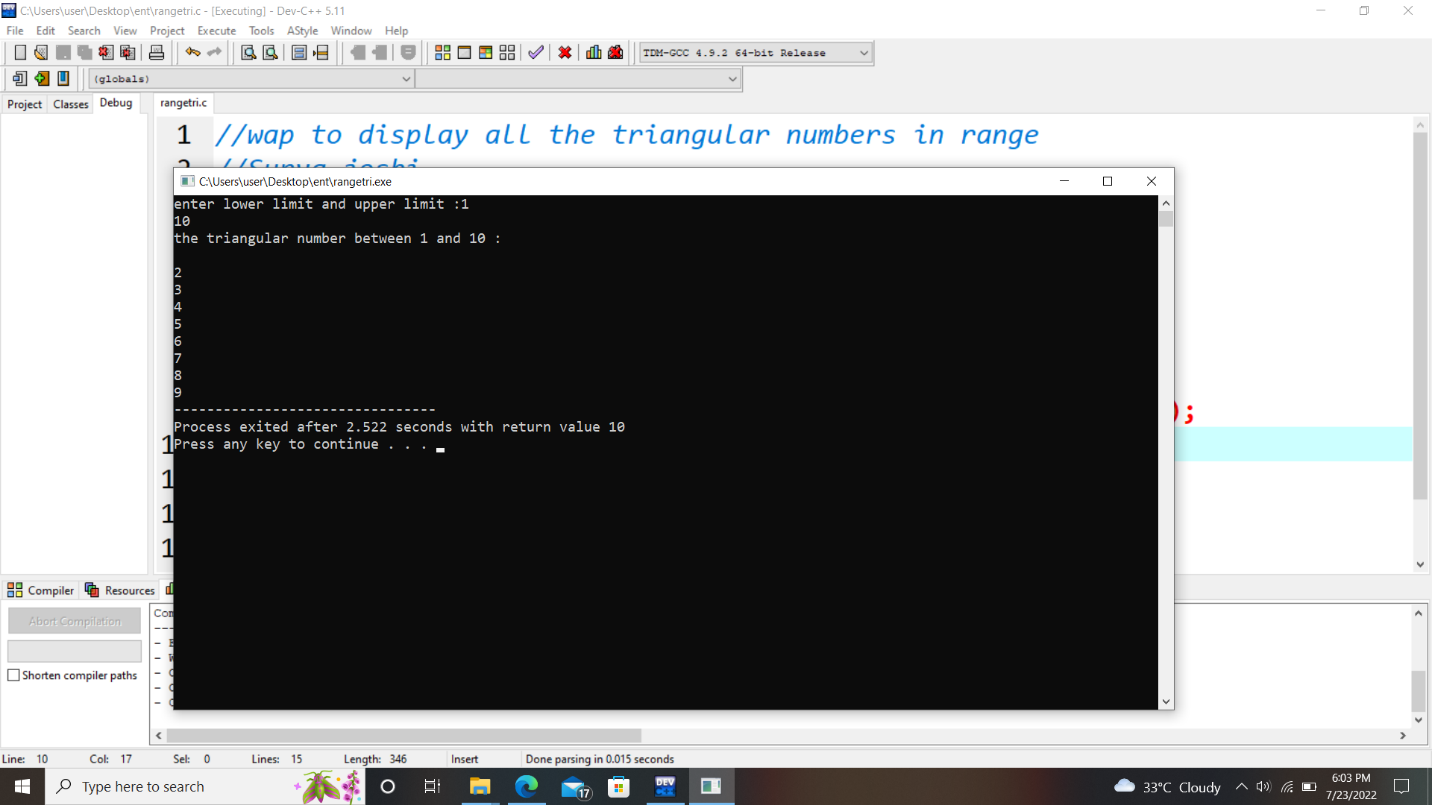 C:\Users\user\Desktop\ent\rangetri.c - [Executing] - Dev-C++ 5.11
File Edit Search View Project Execute Tools AStyle Window Help
TDM-GCC 4.9.2 64-bit Release
(globals)
Project Classes Debug rangetri.c
1 //wap to display all the triangular numbers in range
C:\Users\user\Desktop\ent\rangetri.exe
enter lower limit and upper limit :1
10
the triangular number between 1 and 10 :
2
3
4
5
6
7
8
9
--------------------------------
Process exited after 2.522 seconds with return value 10
Press any key to continue . . .
);
Compiler Resources
Abort Compilation
Shorten compiler paths
Line: 10 Col: 17 Sel: 0 Lines: 15 Length: 346 Insert Done parsing in 0.015 seconds
Type here to search
17
DEV
33°C Cloudy
6:03 PM
7/23/2022